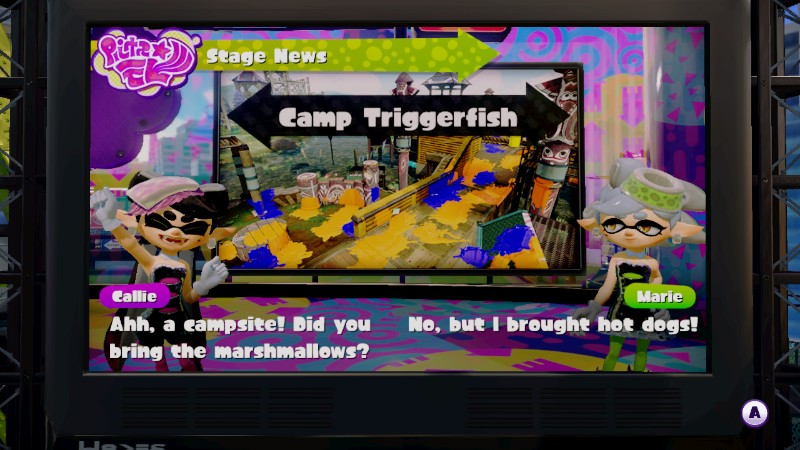 Stage News
Camp Triggerfish
Callie
Ahh, a campsite! Did you
bring the marshmallows?
Marie
No, but I brought hot dogs!
A